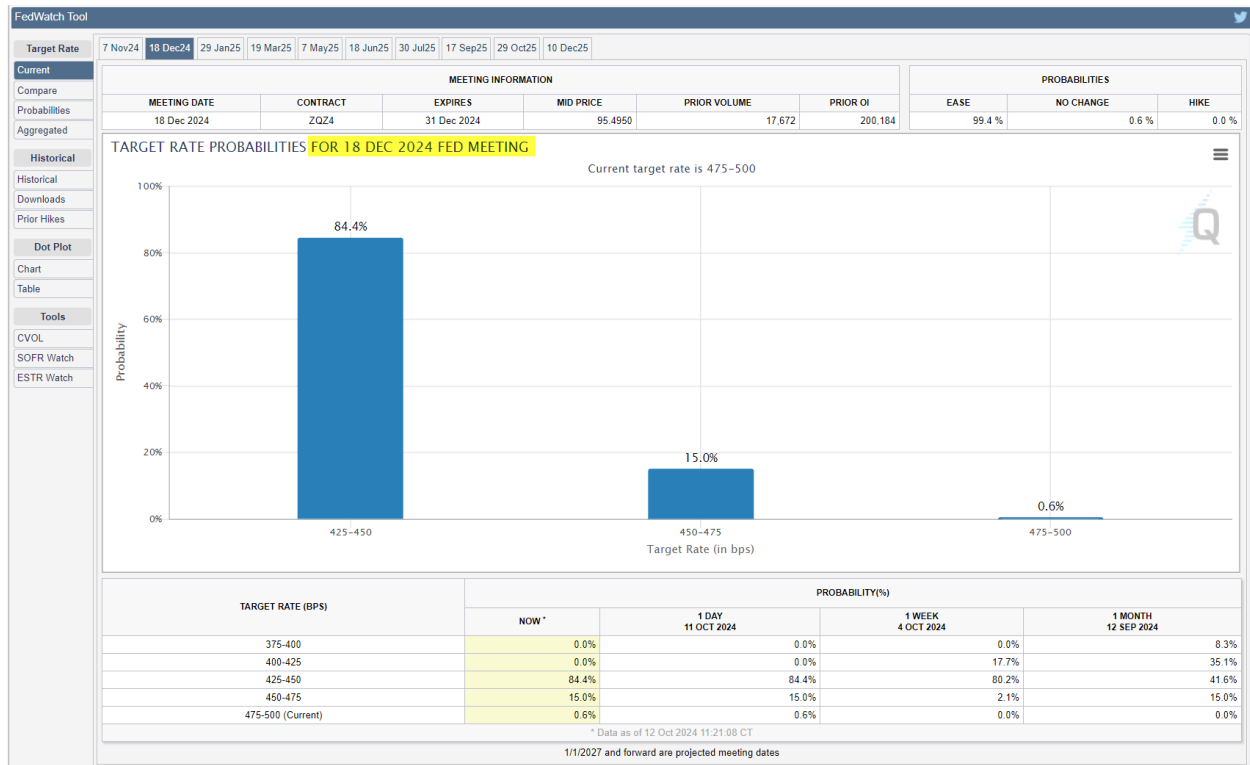 FedWatch Tool
Target Rate
Current
Compare
Probabilities
Aggregated
Historical
Historical
Downloads
Prior Hikes
Dot Plot
Chart
Table
Tools
CVOL
SOFR Watch
ESTR Watch
7 Nov24 18 Dec24 29 Jan25 19 Mar25 7 May25 18 Jun25 30 Jul25 17 Sep25 29 Oct25 10 Dec25
MEETING INFORMATION
MEETING DATE CONTRACT EXPIRES MID PRICE PRIOR VOLUME PRIOR OI
18 Dec 2024 ZQZ4 31 Dec 2024 95.4950 17,672 200,184
PROBABILITIES
EASE NO CHANGE HIKE
99.4 % 0.6 % 0.0 %
TARGET RATE PROBABILITIES FOR 18 DEC 2024 FED MEETING
Current target rate is 475-500
Probability
100%
80%
60%
40%
20%
0%
84.4%
15.0%
0.6%
Q
425-450 450-475 475-500
Target Rate (in bps)
TARGET RATE (BPS) PROBABILITY(%)
NOW * 1 DAY 1 WEEK 1 MONTH
11 OCT 2024 4 OCT 2024 12 SEP 2024
375-400 0.0% 0.0% 0.0% 8.3%
400-425 0.0% 0.0% 17.7% 35.1%
425-450 84.4% 84.4% 80.2% 41.6%
450-475 15.0% 15.0% 2.1% 15.0%
475-500 (Current) 0.6% 0.6% 0.0% 0.0%
* Data as of 12 Oct 2024 11:21:08 CT
1/1/2027 and forward are projected meeting dates